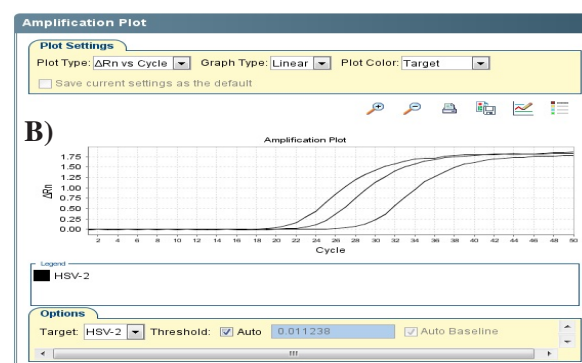 Amplification Plot
Plot Settings
Plot Type: ΔRn vs Cycle Graph Type: Linear Plot Color: Target
Save current settings as the default
B)
Amplification Plot
1.75
1.50
1.25
1.00
0.75
0.50
0.25
0.00
ΔRn
2 4 6 8 10 12 14 16 18 20 22 24 26 28 30 32 34 36 38 40 42 44 46 48 50
Cycle
Legend
HSV-2
Options
Target: HSV-2 Threshold: Auto 0.011238 Auto Baseline